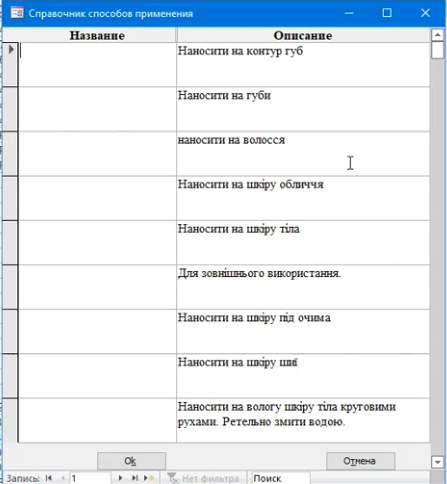 Справочник способов применения
Название Описание
Наносити на контур губ
Наносити на губи
наносити на волосся
Наносити на шкіру обличчя
Наносити на шкіру тіла
Для зовнішнього використання.
Наносити на шкіру під очима
Наносити на шкіру шиї
Наносити на вологу шкіру тіла круговими
рухами. Ретельно змити водою.
Ok Отмена
Запись: 1 Нет фильтра Поиск